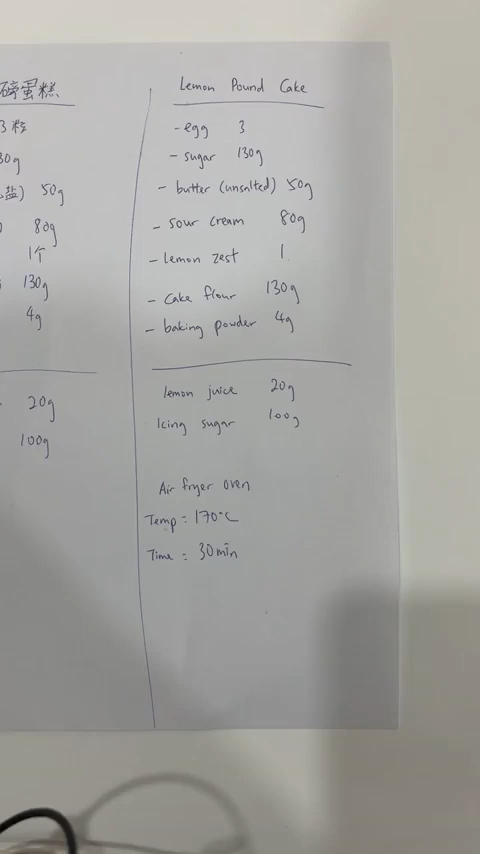 磅蛋糕
3粒
30g
盐) 50g
80g
1个
130g
4g
20g
100g
Lemon Pound Cake
- egg 3
- sugar 130g
- butter (unsalted) 50g
- sour cream 80g
- lemon zest 1
- cake flour 130g
- baking powder 4g
lemon juice 20g
Icing sugar 100g
Air fryer oven
Temp = 170°C
Time = 30min